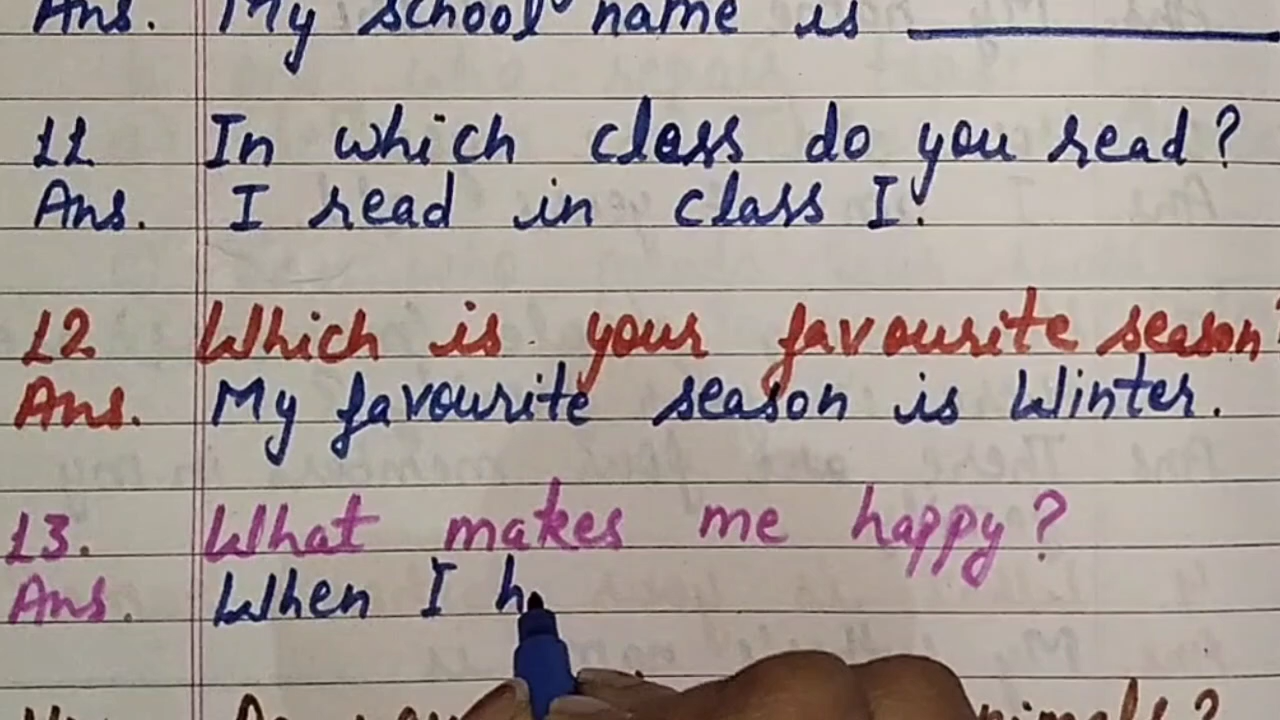 Ans. My school name is
11 In which class do you read?
Ans. I read in class I.
12 Which is your favourite season?
Ans. My favourite season is Winter.
13. What makes me happy?
Ans. When I h